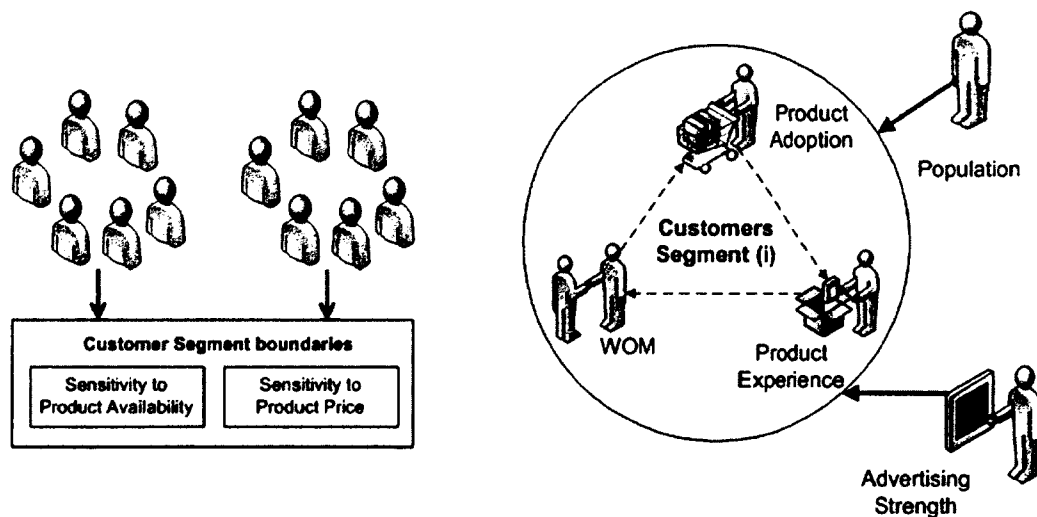 Customer Segment boundaries
Sensitivity to
Product Availability
Sensitivity to
Product Price
Product
Adoption
Population
Customers
Segment (i)
WOM
Product
Experience
Advertising
Strength